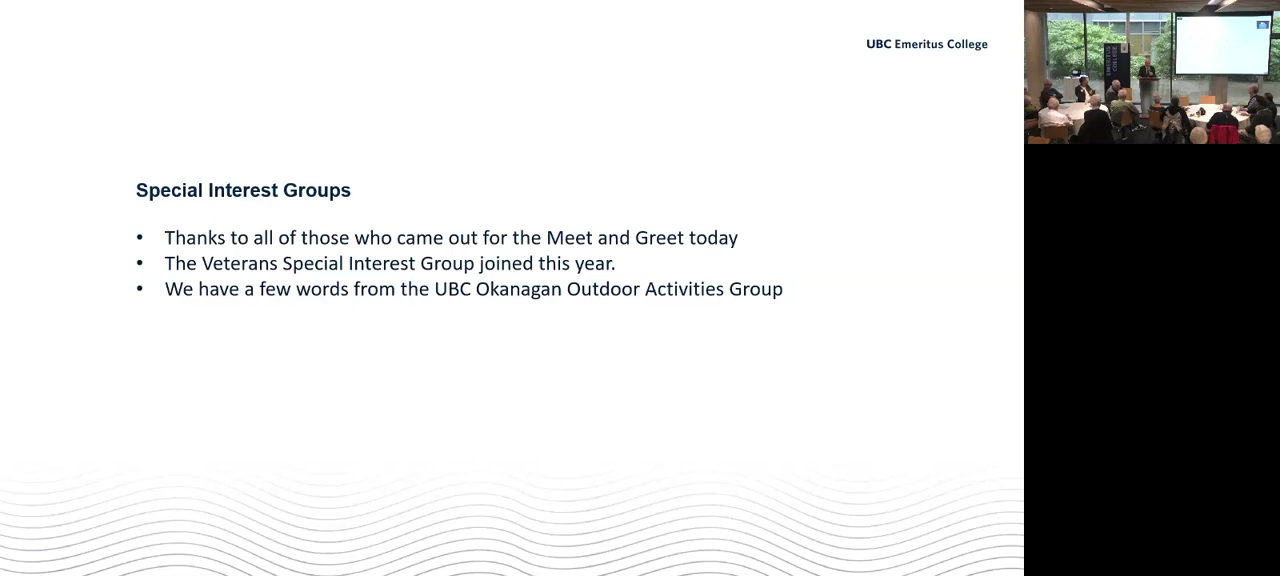 UBC Emeritus College
Special Interest Groups
• Thanks to all of those who came out for the Meet and Greet today
• The Veterans Special Interest Group joined this year.
• We have a few words from the UBC Okanagan Outdoor Activities Group
EMERITUS
COLLEGE